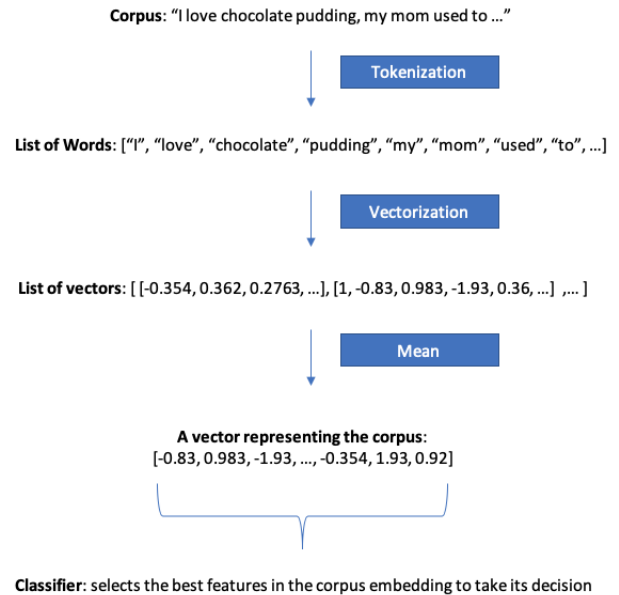 Corpus: “I love chocolate pudding, my mom used to …”
Tokenization
List of Words: [“I”, “love”, “chocolate”, “pudding”, “my”, “mom”, “used”, “to”, …]
Vectorization
List of vectors: [ [-0.354, 0.362, 0.2763, …], [1, -0.83, 0.983, -1.93, 0.36, …] ,… ]
Mean
A vector representing the corpus:
[-0.83, 0.983, -1.93, …, -0.354, 1.93, 0.92]
Classifier: selects the best features in the corpus embedding to take its decision